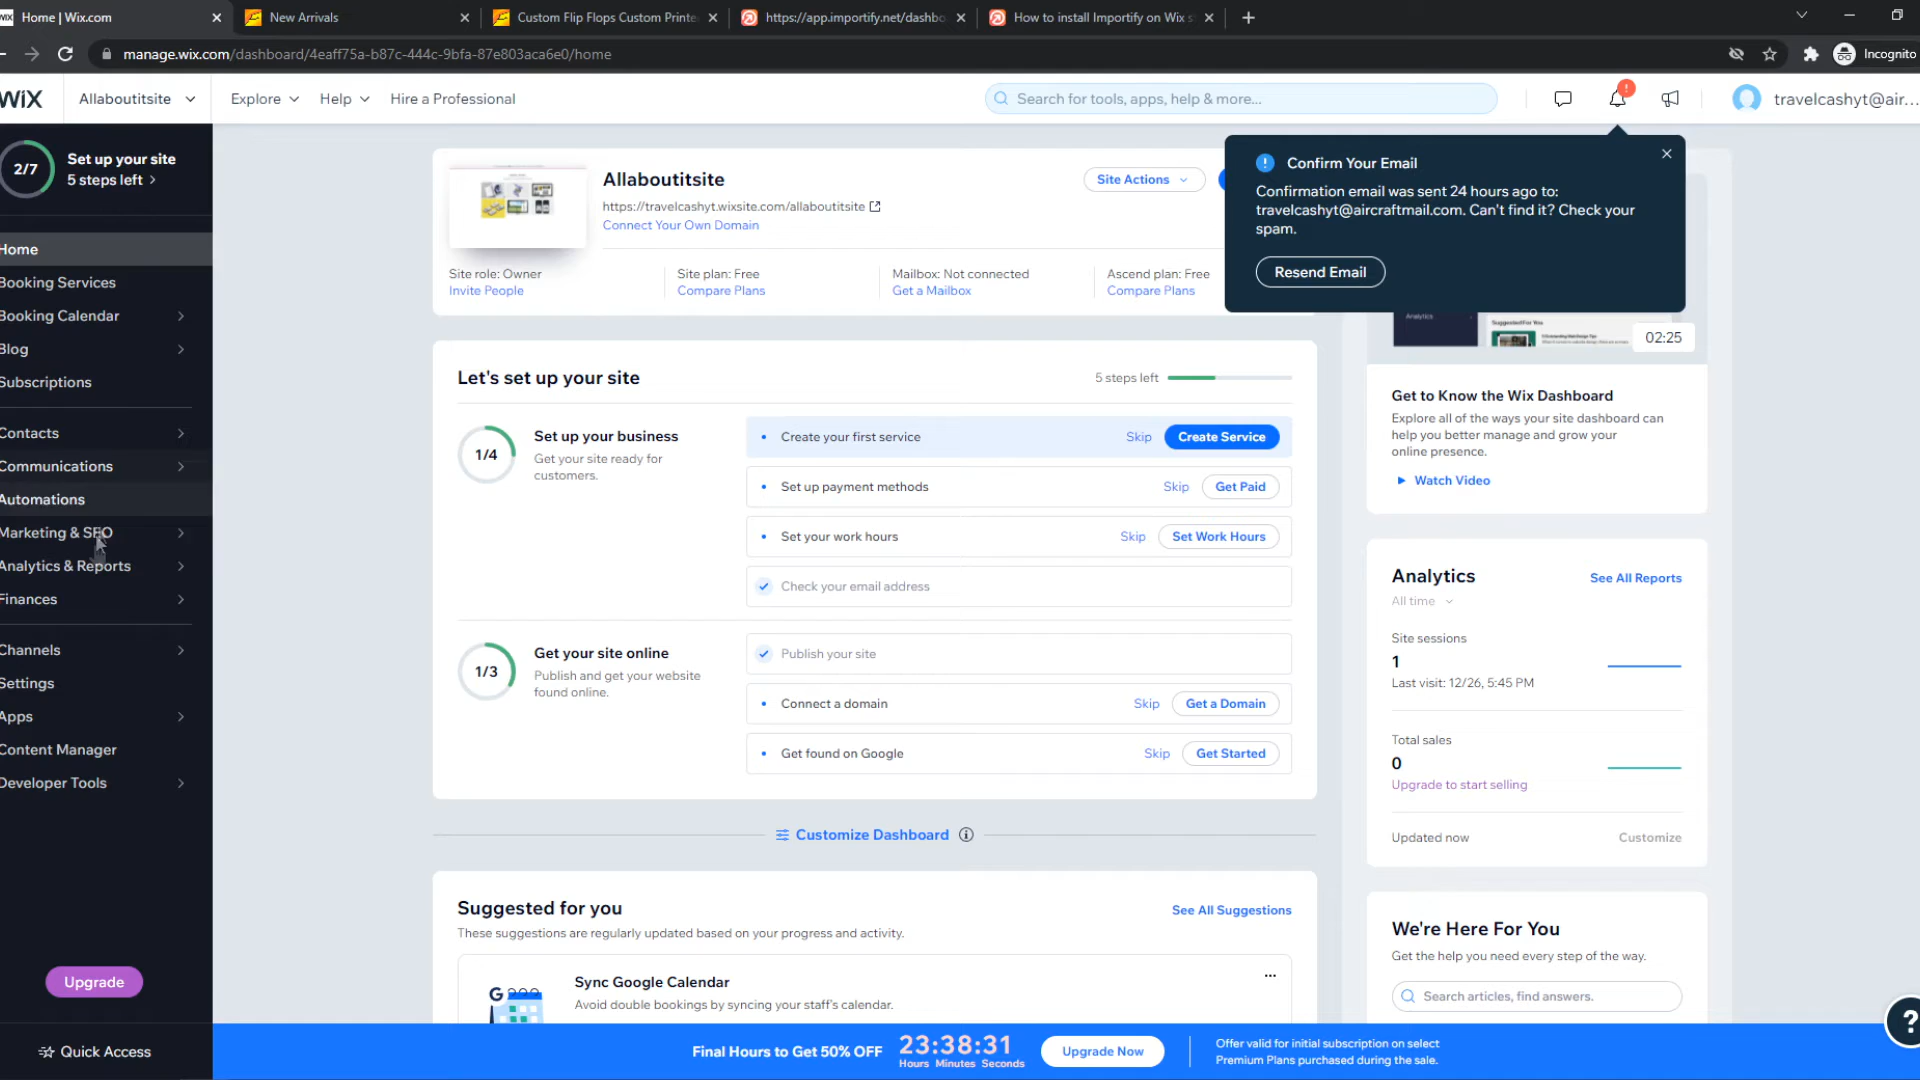 Home | Wix.com
New Arrivals
Custom Flip Flops Custom Printe
https://app.importify.net/dashbo
How to install Importify on Wix s
manage.wix.com/dashboard/4eaff75a-b87c-444c-9bfa-87e803aca6e0/home
Incognito
WIX
Allaboutitsite
Explore
Help
Hire a Professional
Search for tools, apps, help & more...
travelcashyt@air...
2/7
Set up your site
5 steps left
Home
Booking Services
Booking Calendar
Blog
Subscriptions
Contacts
Communications
Automations
Marketing & SEO
Analytics & Reports
Finances
Channels
Settings
Apps
Content Manager
Developer Tools
Upgrade
Quick Access
Allaboutitsite
https://travelcashyt.wixsite.com/allaboutitsite
Connect Your Own Domain
Site Actions
Site role: Owner
Invite People
Site plan: Free
Compare Plans
Mailbox: Not connected
Get a Mailbox
Ascend plan: Free
Compare Plans
Confirm Your Email
Confirmation email was sent 24 hours ago to:
travelcashyt@aircraftmail.com. Can't find it? Check your
spam.
Resend Email
Let's set up your site
5 steps left
1/4
Set up your business
Get your site ready for
customers.
Create your first service
Skip
Create Service
Set up payment methods
Skip
Get Paid
Set your work hours
Skip
Set Work Hours
Check your email address
1/3
Get your site online
Publish and get your website
found online.
Publish your site
Connect a domain
Skip
Get a Domain
Get found on Google
Skip
Get Started
Customize Dashboard
Suggested for you
See All Suggestions
These suggestions are regularly updated based on your progress and activity.
Sync Google Calendar
Avoid double bookings by syncing your staff's calendar.
Analytics
Suggested For You
02:25
Get to Know the Wix Dashboard
Explore all of the ways your site dashboard can
help you better manage and grow your
online presence.
Watch Video
Analytics
See All Reports
All time
Site sessions
1
Last visit: 12/26, 5:45 PM
Total sales
0
Upgrade to start selling
Updated now
Customize
We're Here For You
Get the help you need every step of the way.
Search articles, find answers.
Final Hours to Get 50% OFF
23:38:31
Hours Minutes Seconds
Upgrade Now
Offer valid for initial subscription on select
Premium Plans purchased during the sale.
?